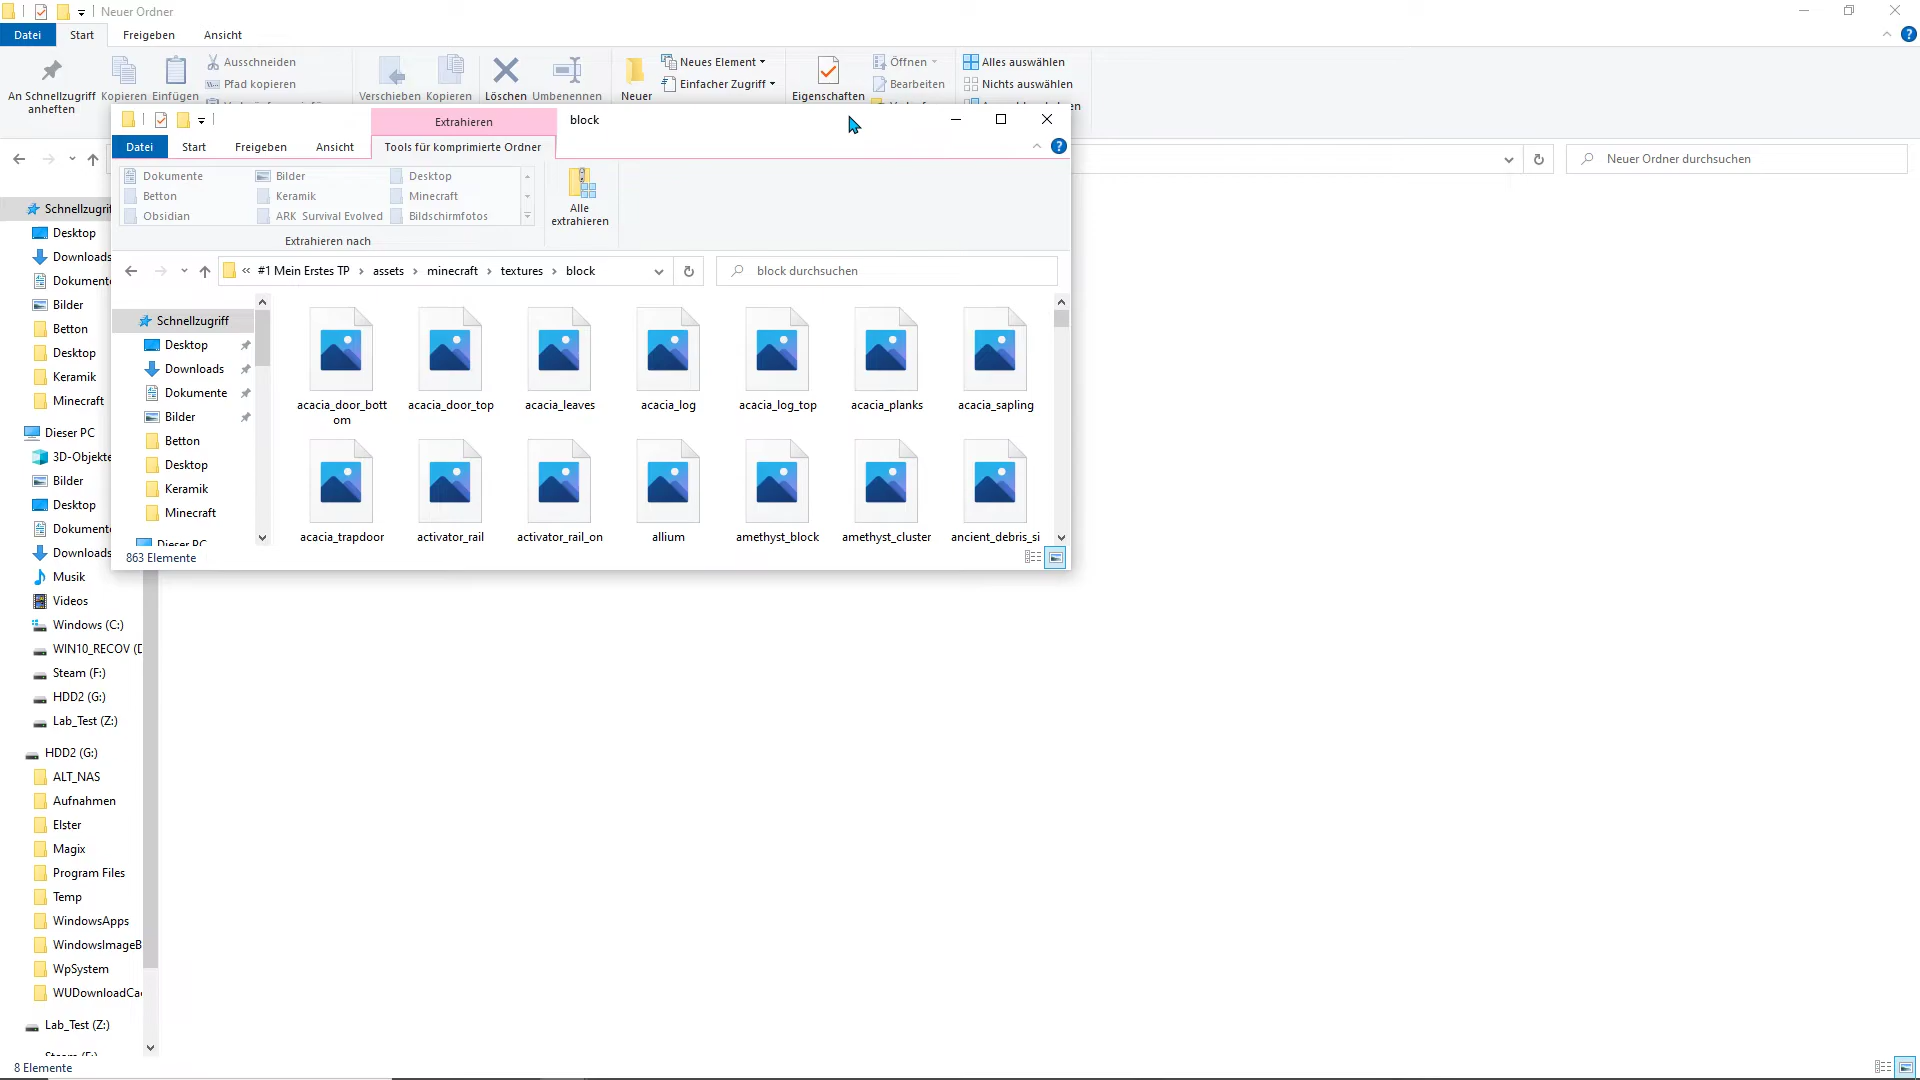 Neuer Ordner
Datei
Start
Freigeben
Ansicht
An Schnellzugriff
anheften
Kopieren
Einfügen
Ausschneiden
Pfad kopieren
Verschieben
Kopieren
Löschen
Umbenennen
Neuer
Neues Element
Einfacher Zugriff
Eigenschaften
Öffnen
Bearbeiten
Alles auswählen
Nichts auswählen
Neuer Ordner durchsuchen
Extrahieren
block
Datei
Start
Freigeben
Ansicht
Tools für komprimierte Ordner
Dokumente
Bilder
Desktop
Betton
Keramik
Minecraft
Obsidian
ARK Survival Evolved
Bildschirmfotos
Extrahieren nach
Alle
extrahieren
« #1 Mein Erstes TP › assets › minecraft › textures › block
block durchsuchen
Schnellzugriff
Desktop
Downloads
Dokumente
Bilder
Betton
Desktop
Keramik
Minecraft
Dieser PC
acacia_door_bott
om
acacia_door_top
acacia_leaves
acacia_log
acacia_log_top
acacia_planks
acacia_sapling
acacia_trapdoor
activator_rail
activator_rail_on
allium
amethyst_block
amethyst_cluster
ancient_debris_si
863 Elemente
Schnellzugrif
Desktop
Downloads
Dokumente
Bilder
Betton
Desktop
Keramik
Minecraft
Dieser PC
3D-Objekte
Bilder
Desktop
Dokumente
Downloads
Musik
Videos
Windows (C:)
WIN10_RECOV (D
Steam (F:)
HDD2 (G:)
Lab_Test (Z:)
HDD2 (G:)
ALT_NAS
Aufnahmen
Elster
Magix
Program Files
Temp
WindowsApps
WindowsImageB
WpSystem
WUDownloadCac
Lab_Test (Z:)
8 Elemente